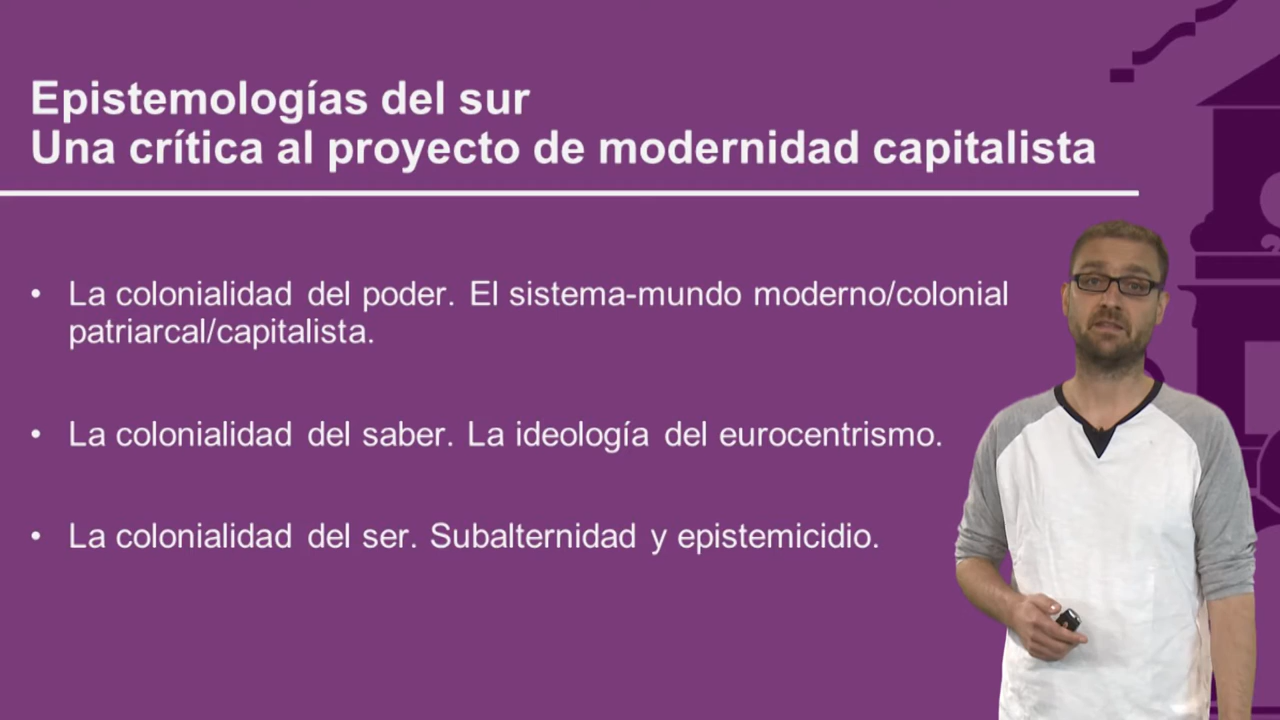 Epistemologías del sur
Una crítica al proyecto de modernidad capitalista
• La colonialidad del poder. El sistema-mundo moderno/colonial
patriarcal/capitalista.
• La colonialidad del saber. La ideología del eurocentrismo.
• La colonialidad del ser. Subalternidad y epistemicidio.